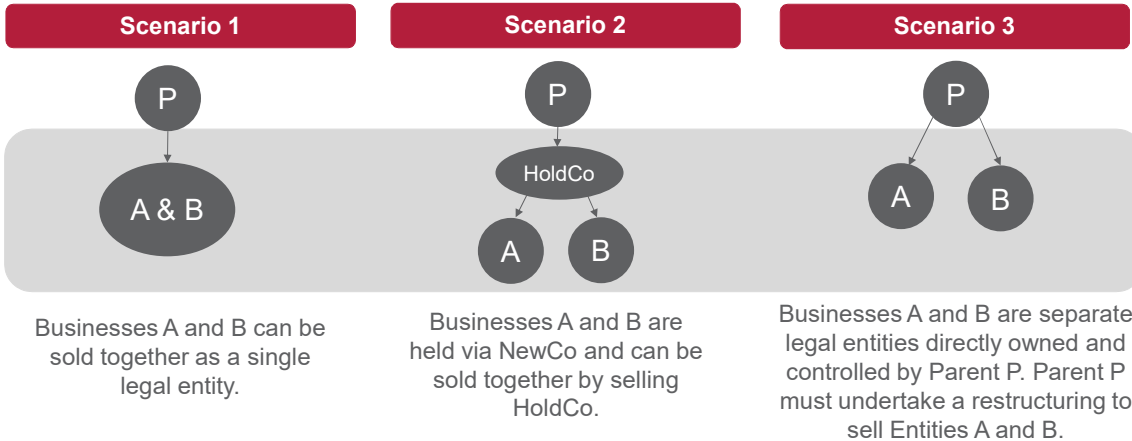 Scenario 1
Scenario 2
Scenario 3
P
A & B
P
HoldCo
A
B
P
A
B
Businesses A and B can be
sold together as a single
legal entity.
Businesses A and B are
held via NewCo and can be
sold together by selling
HoldCo.
Businesses A and B are separate
legal entities directly owned and
controlled by Parent P. Parent P
must undertake a restructuring to
sell Entities A and B.